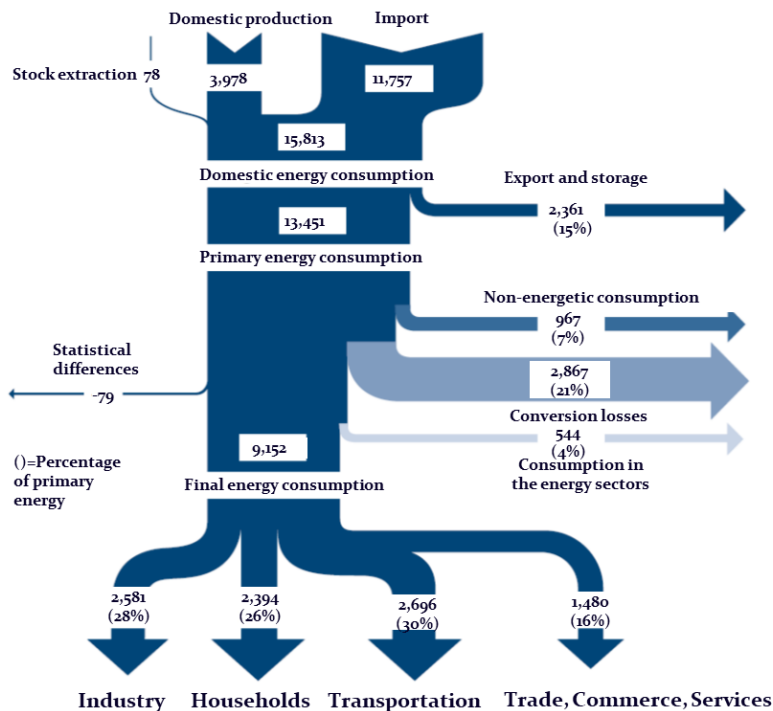 Domestic production
Import
Stock extraction 78
3,978
11,757
15,813
Domestic energy consumption
Export and storage
2,361
(15%)
13,451
Primary energy consumption
Non-energetic consumption
967
(7%)
Statistical
differences
-79
2,867
(21%)
Conversion losses
544
(4%)
Consumption in
the energy sectors
9,152
()=Percentage
of primary
energy
Final energy consumption
2,581
(28%)
2,394
(26%)
2,696
(30%)
1,480
(16%)
Industry
Households
Transportation
Trade, Commerce, Services